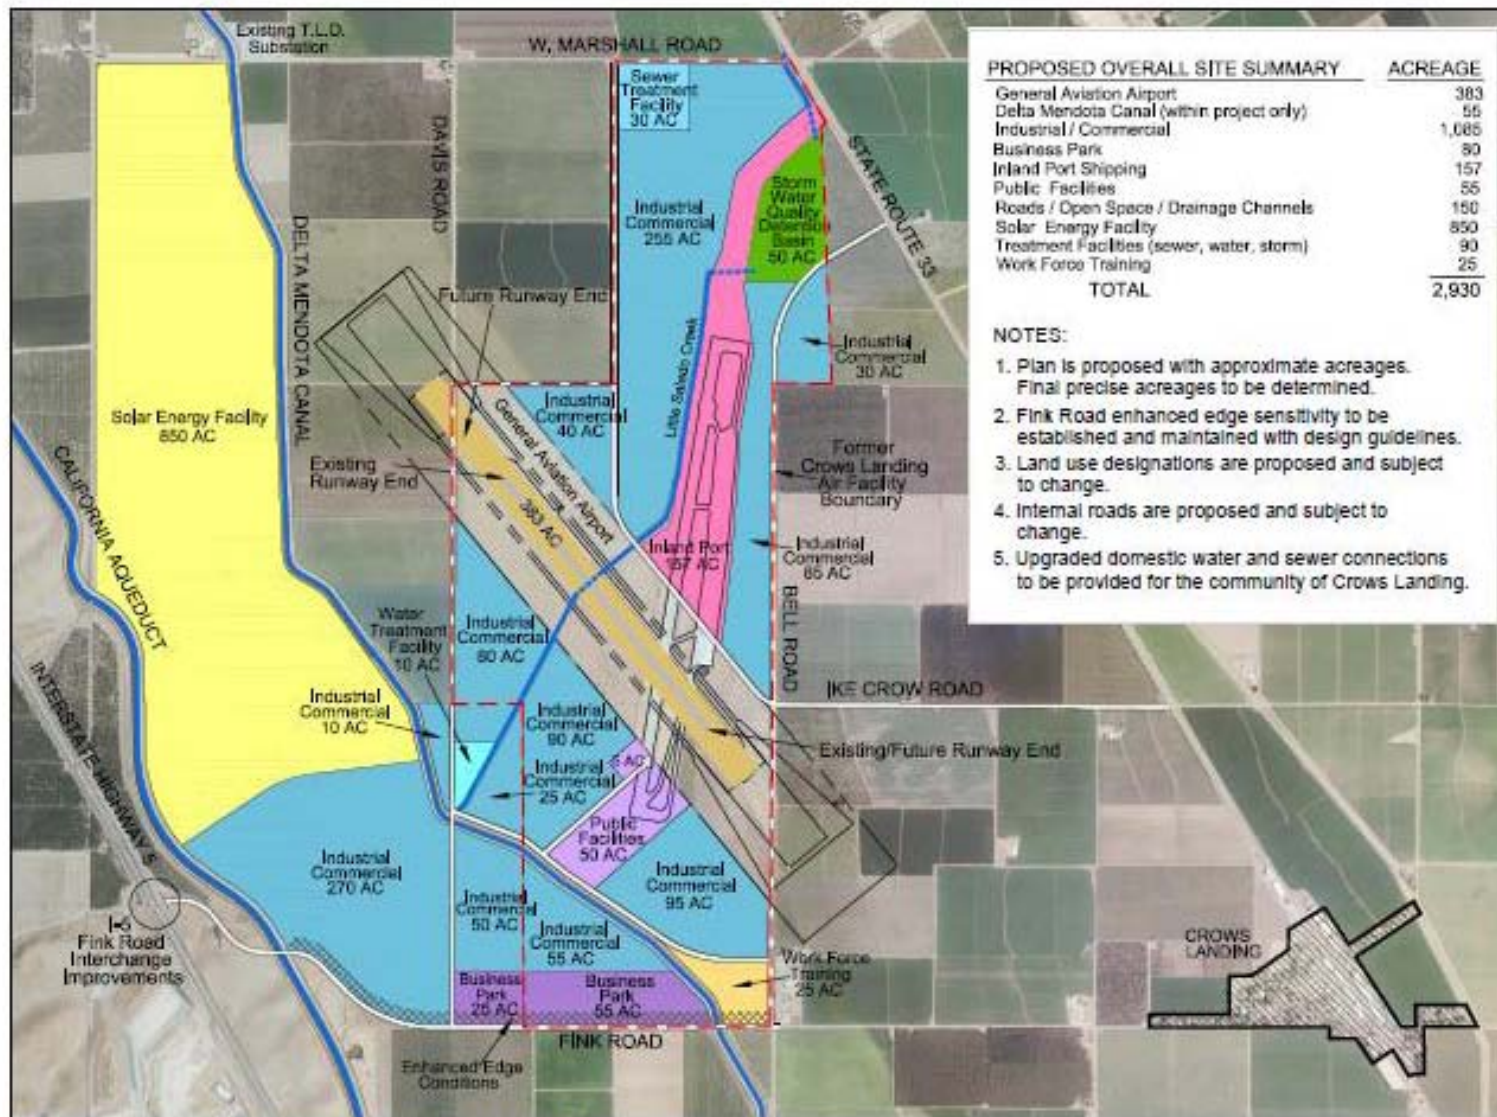 Existing T.L.D.
Substation
W. MARSHALL ROAD
Sewer
Treatment
Facility
30 AC
DAVIS ROAD
STATE ROUTE 33
Storm
Water
Quality
Detention
Basin
50 AC
Industrial
Commercial
255 AC
DELTA MENDOTA CANAL
Future Runway End
Little Salado Creek
Industrial
Commercial
30 AC
Industrial
Commercial
40 AC
General Aviation Airport
383 AC
Solar Energy Facility
850 AC
Existing
Runway End
Former
Crows Landing
Air Facility
Boundary
CALIFORNIA AQUEDUCT
Inland Port
157 AC
Industrial
Commercial
65 AC
BELL ROAD
Water
Treatment
Facility
10 AC
Industrial
Commercial
80 AC
INTERSTATE HIGHWAY 5
Industrial
Commercial
10 AC
IKE CROW ROAD
Industrial
Commercial
90 AC
Existing/Future Runway End
5 AC
Industrial
Commercial
25 AC
Public
Facilities
50 AC
Industrial
Commercial
270 AC
Industrial
Commercial
95 AC
Industrial
Commercial
50 AC
Industrial
Commercial
55 AC
I-5
Fink Road
Interchange
Improvements
Work Force
Training
25 AC
Business
Park
25 AC
Business
Park
55 AC
FINK ROAD
Enhanced Edge
Conditions
CROWS
LANDING
PROPOSED OVERALL SITE SUMMARY ACREAGE
General Aviation Airport 383
Delta Mendota Canal (within project only) 55
Industrial / Commercial 1,085
Business Park 80
Inland Port Shipping 157
Public Facilities 55
Roads / Open Space / Drainage Channels 150
Solar Energy Facility 850
Treatment Facilities (sewer, water, storm) 90
Work Force Training 25
TOTAL 2,930
NOTES:
1. Plan is proposed with approximate acreages.
Final precise acreages to be determined.
2. Fink Road enhanced edge sensitivity to be
established and maintained with design guidelines.
3. Land use designations are proposed and subject
to change.
4. Internal roads are proposed and subject to
change.
5. Upgraded domestic water and sewer connections
to be provided for the community of Crows Landing.